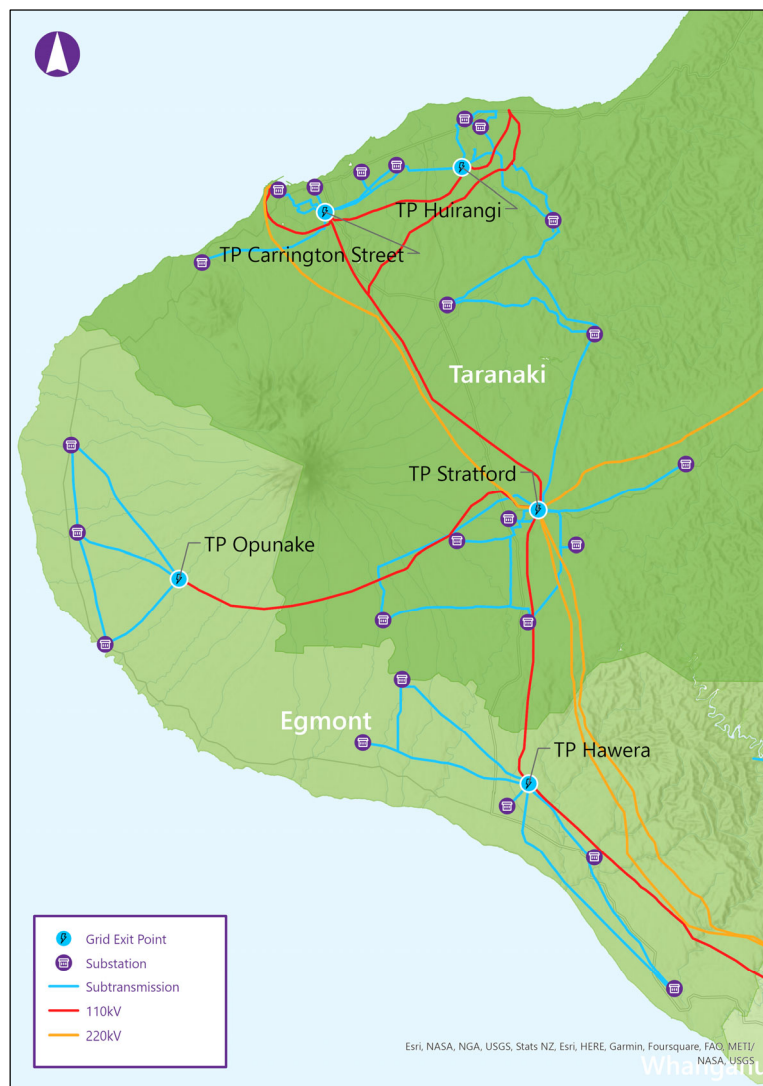 TP Huirangi
TP Carrington Street
Taranaki
TP Stratford
TP Opunake
Egmont
TP Hawera
Grid Exit Point
Substation
Subtransmission
110kV
220kV
Esri, NASA, NGA, USGS, Stats NZ, Esri, HERE, Garmin, Foursquare, FAO, METI/
NASA, USGS
Whanganu